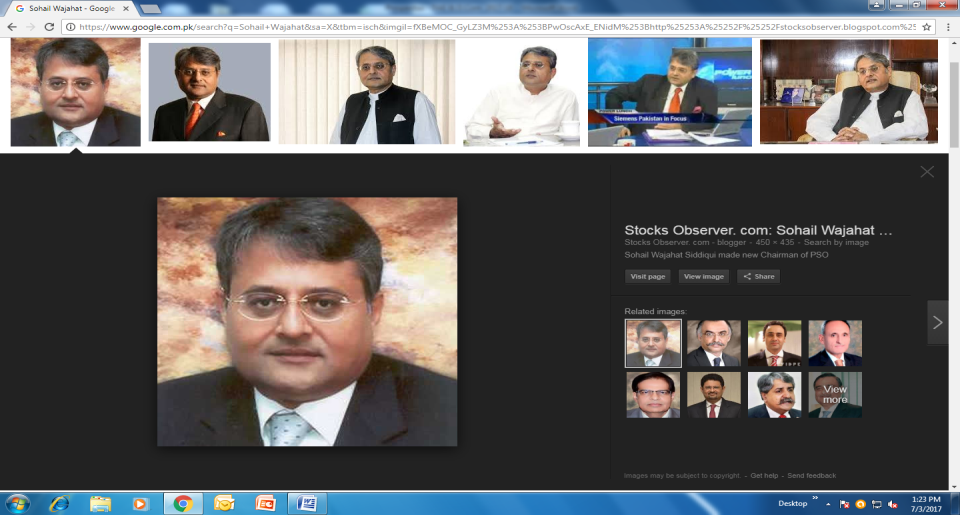 Sohail Wajahat - Google
https://www.google.com.pk/search?q=Sohail+Wajahat&sa=X&tbm=isch&imgil=fXBeMOC_GyLZ3M%253A%253BPwOscAxE_ENidM%253Bhttp%25253A%25252F%25252Fstocksobserver.blogspot.com%25
POWER
LUNCH
Siemens Pakistan in Focus
Stocks Observer. com: Sohail Wajahat ...
Stocks Observer. com - blogger - 450 × 435 - Search by image
Sohail Wajahat Siddiqui made new Chairman of PSO
Visit page
View image
Share
Related images:
View
more
Images may be subject to copyright. - Get help - Send feedback
Desktop
1:23 PM
7/3/2017